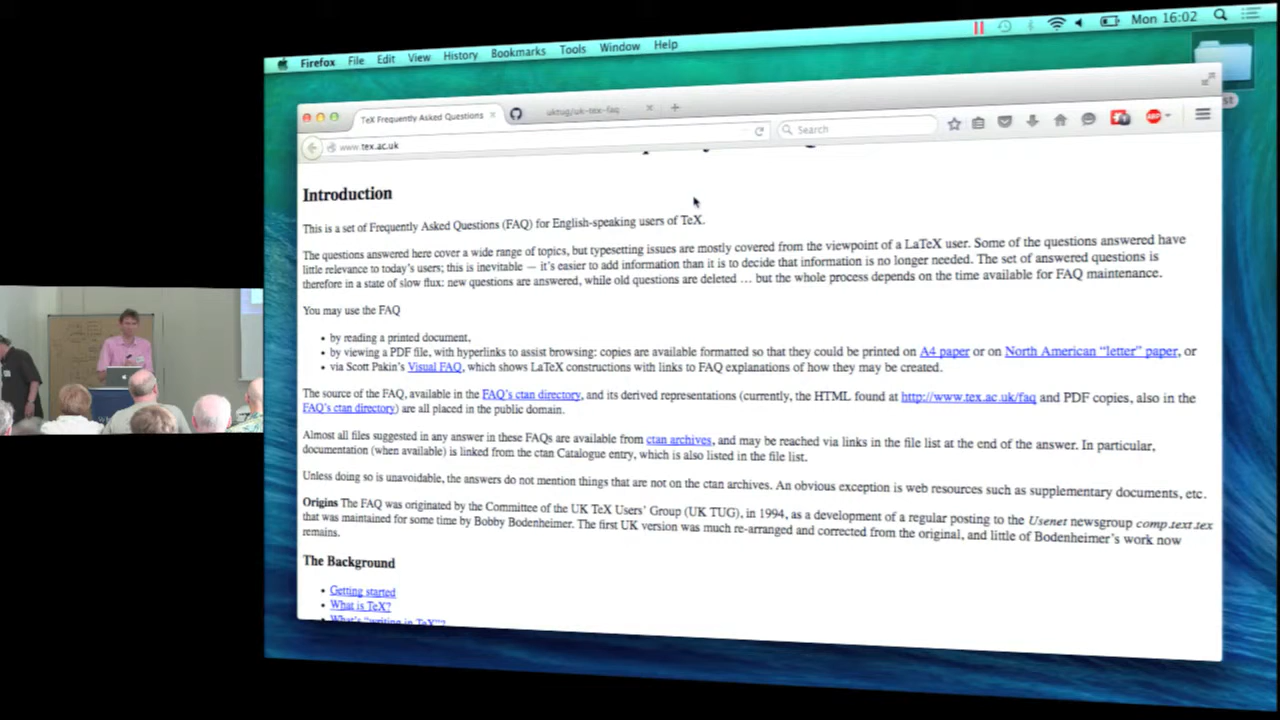 Firefox File Edit View History Bookmarks Tools Window Help Mon 16:02
TeX Frequently Asked Questions uktug/uk-tex-faq
www.tex.ac.uk Search ABP
Introduction
This is a set of Frequently Asked Questions (FAQ) for English-speaking users of TeX.
The questions answered here cover a wide range of topics, but typesetting issues are mostly covered from the viewpoint of a LaTeX user. Some of the questions answered have
little relevance to today's users; this is inevitable — it's easier to add information than it is to decide that information is no longer needed. The set of answered questions is
therefore in a state of slow flux: new questions are answered, while old questions are deleted … but the whole process depends on the time available for FAQ maintenance.
You may use the FAQ
• by reading a printed document,
• by viewing a PDF file, with hyperlinks to assist browsing: copies are available formatted so that they could be printed on A4 paper or on North American “letter” paper, or
• via Scott Pakin's Visual FAQ, which shows LaTeX constructions with links to FAQ explanations of how they may be created.
The source of the FAQ, available in the FAQ's ctan directory, and its derived representations (currently, the HTML found at http://www.tex.ac.uk/faq and PDF copies, also in the
FAQ's ctan directory) are all placed in the public domain.
Almost all files suggested in any answer in these FAQs are available from ctan archives, and may be reached via links in the file list at the end of the answer. In particular,
documentation (when available) is linked from the ctan Catalogue entry, which is also listed in the file list.
Unless doing so is unavoidable, the answers do not mention things that are not on the ctan archives. An obvious exception is web resources such as supplementary documents, etc.
Origins The FAQ was originated by the Committee of the UK TeX Users' Group (UK TUG), in 1994, as a development of a regular posting to the Usenet newsgroup comp.text.tex
that was maintained for some time by Bobby Bodenheimer. The first UK version was much re-arranged and corrected from the original, and little of Bodenheimer's work now
remains.
The Background
• Getting started
• What is TeX?
• What's “writing in TeX”?